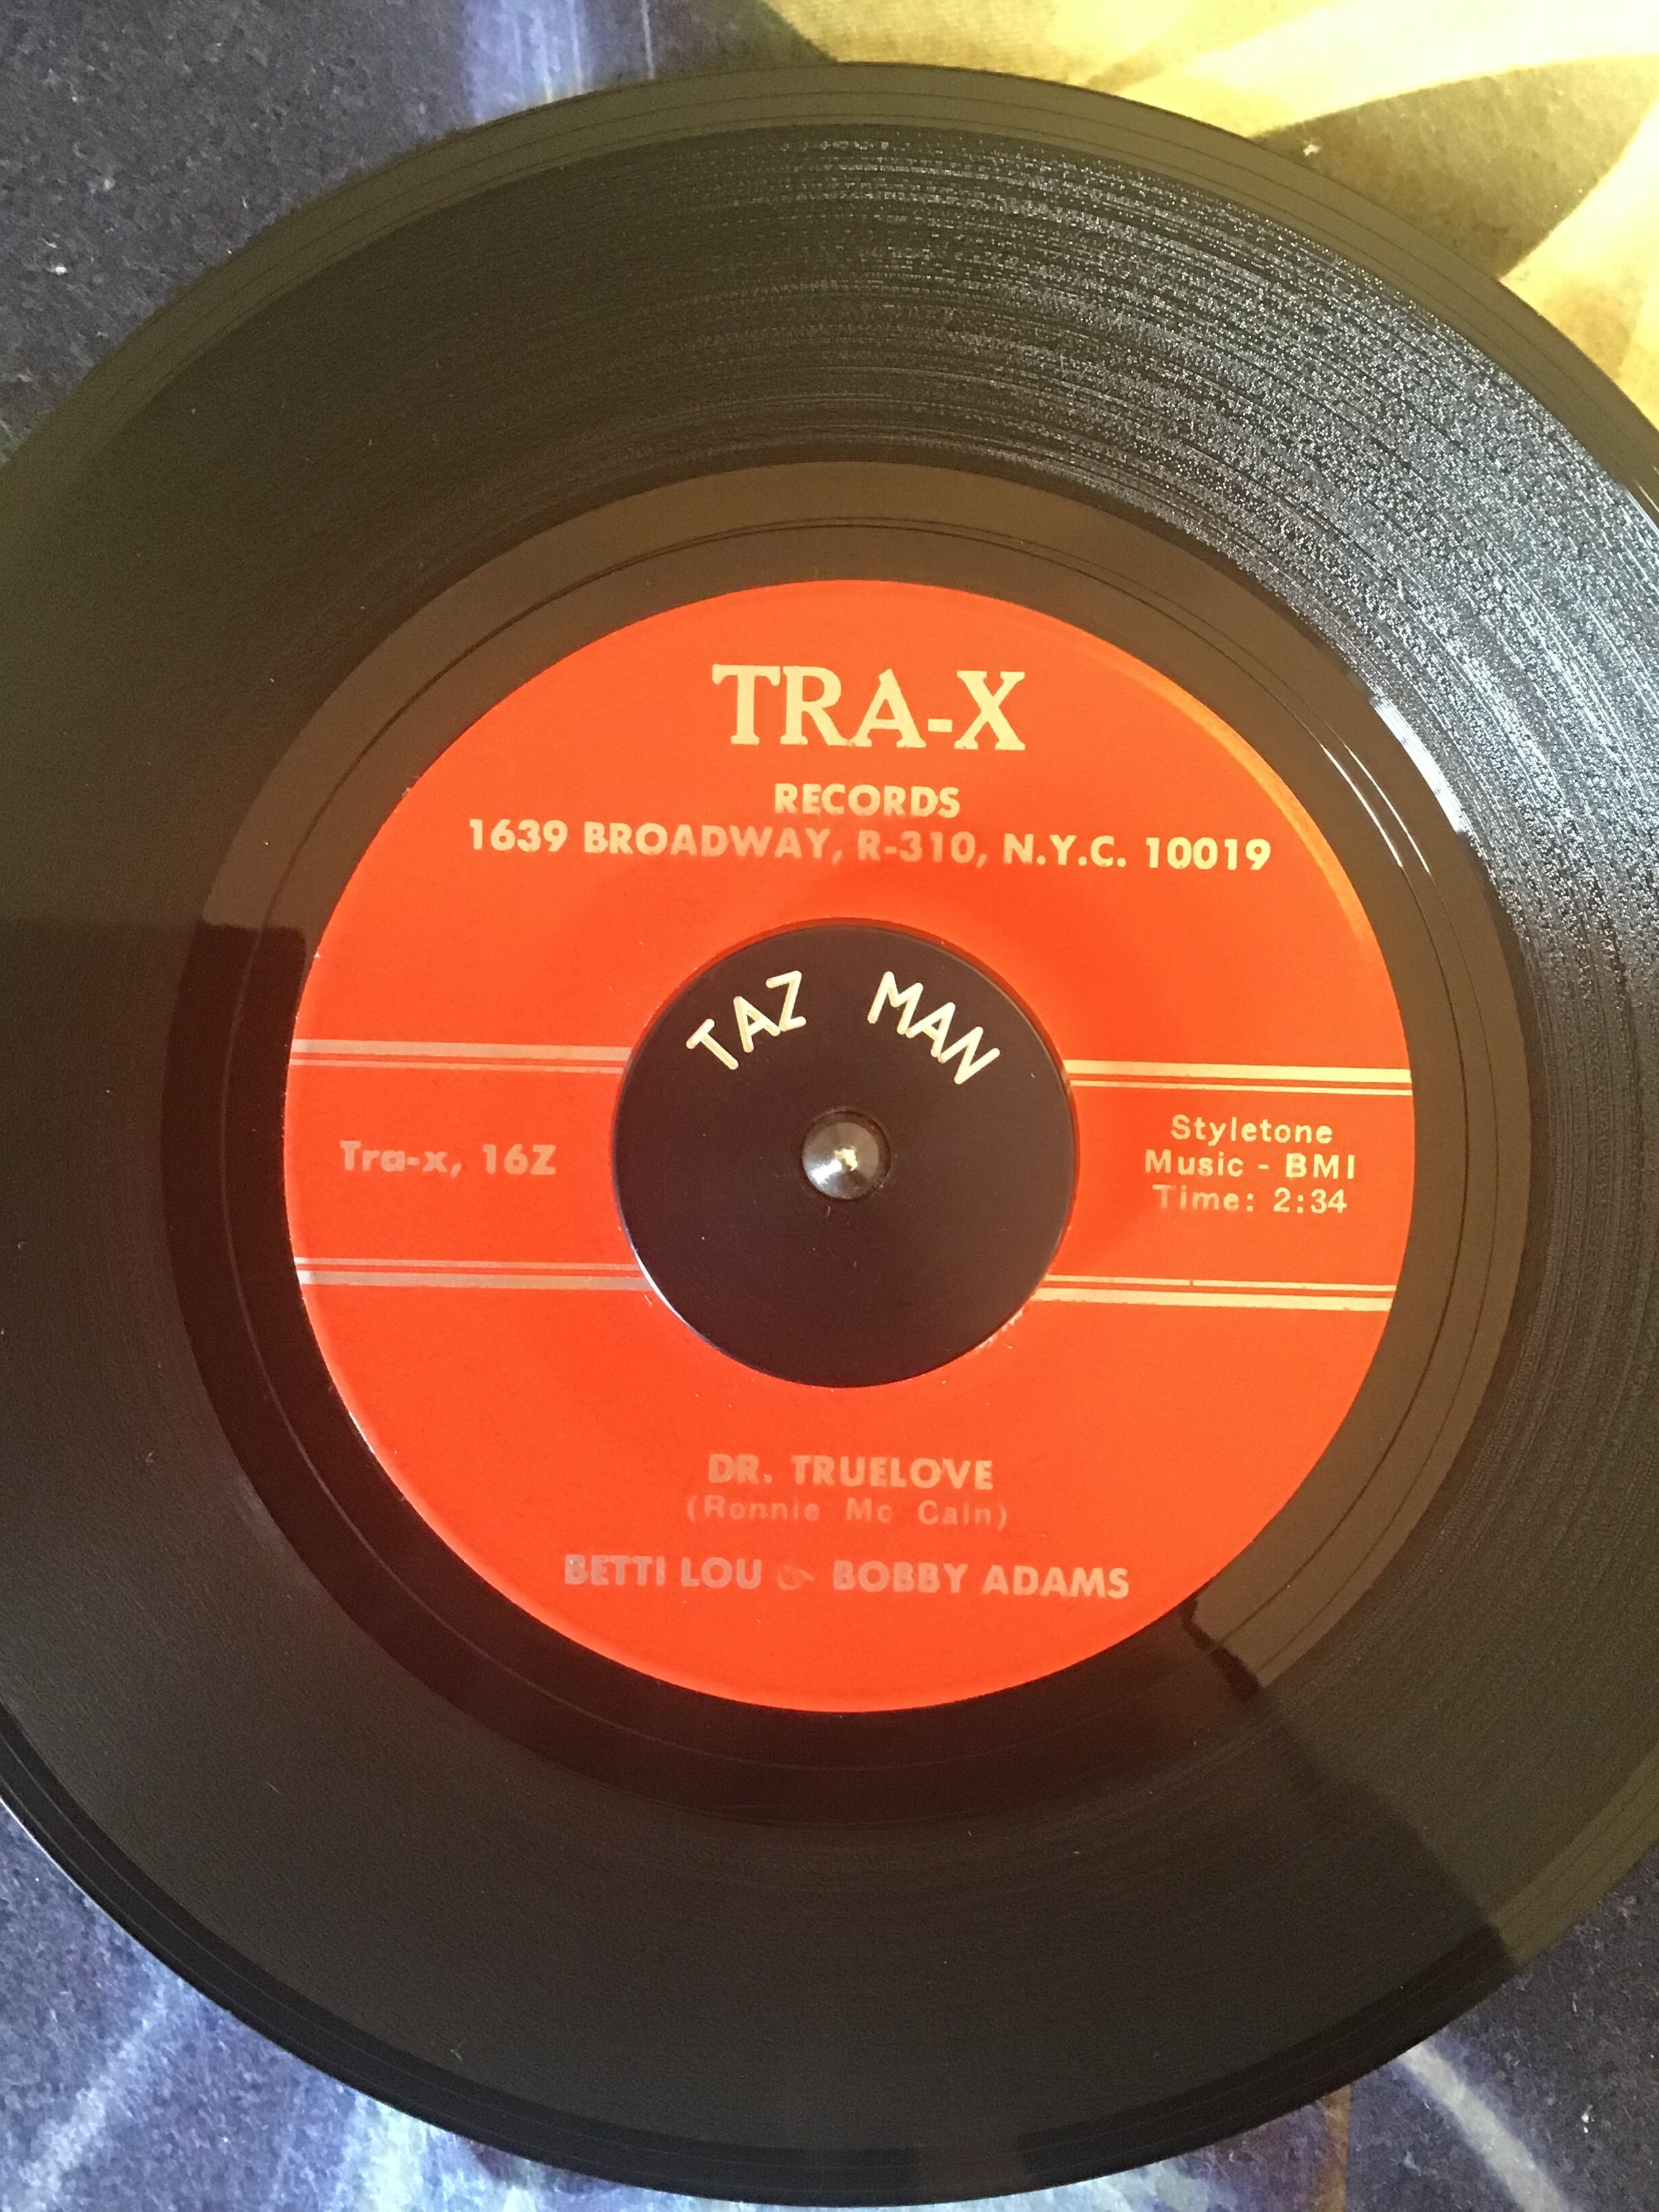 TRA-X
RECORDS
1639 BROADWAY, R-310, N.Y.C. 10019
TAZ MAN
Tra-x, 16Z
Styletone
Music - BMI
Time: 2:34
DR. TRUELOVE
(Ronnie Mc Cain)
BETTI LOU & BOBBY ADAMS